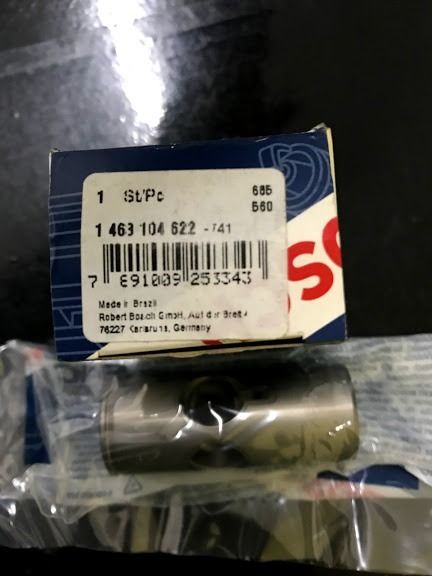 1 St/Pc 685
560
1 463 104 622 -741
7 891009 253343
Made in Brazil
Robert Bosch GmbH, Auf der Breit 4
76227 Karlsruhe, Germany